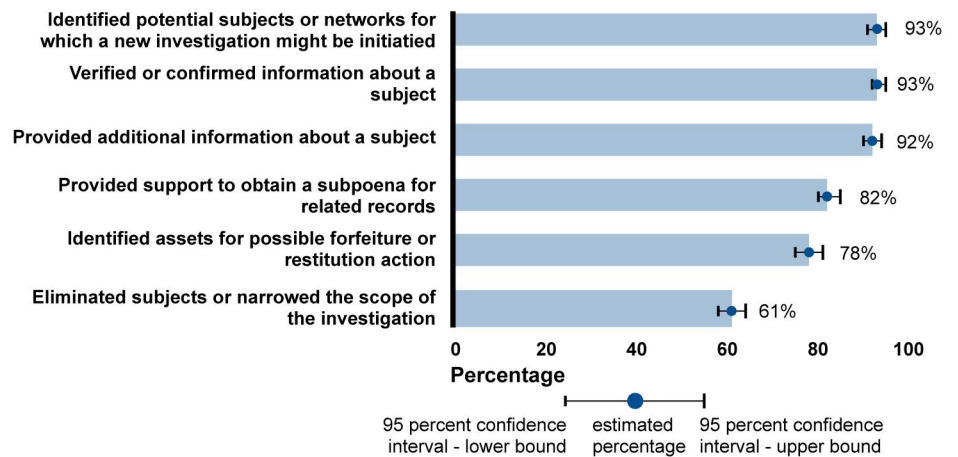 Identified potential subjects or networks for
which a new investigation might be initiatied
93%
Verified or confirmed information about a
subject
93%
Provided additional information about a subject
92%
Provided support to obtain a subpoena for
related records
82%
Identified assets for possible forfeiture or
restitution action
78%
Eliminated subjects or narrowed the scope of
the investigation
61%
0 20 40 60 80 100
Percentage
95 percent confidence
interval - lower bound
estimated
percentage
95 percent confidence
interval - upper bound